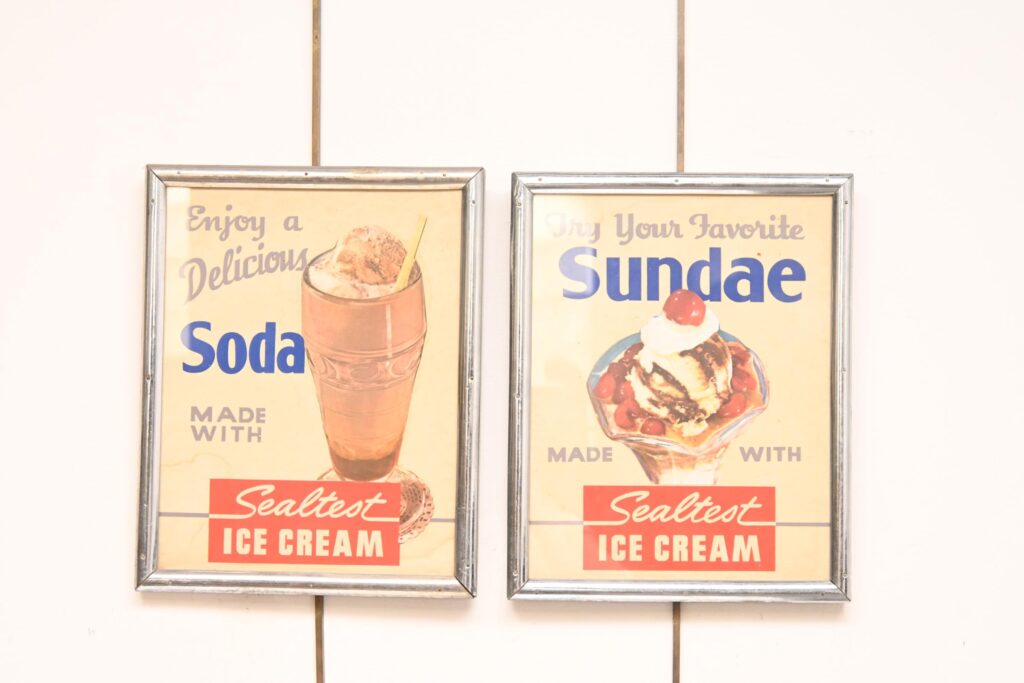 Enjoy a
Delicious
Soda
MADE
WITH
Sealtest
ICE CREAM
Try Your Favorite
Sundae
MADE WITH
Sealtest
ICE CREAM